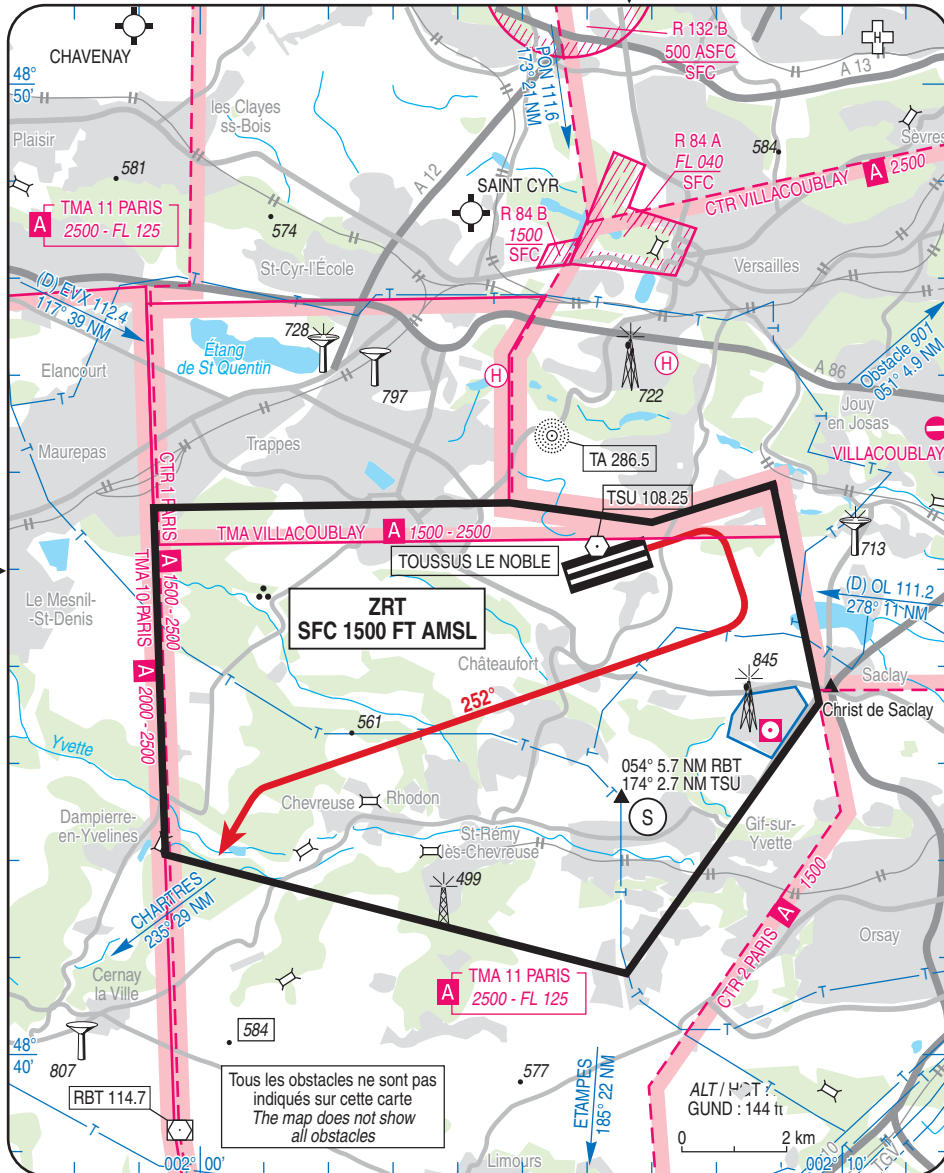 CHAVENAY
48°
50'
les Clayes
ss-Bois
Plaisir
581
A 12
A
TMA 11 PARIS
2500 - FL 125
574
St-Cyr-l'École
SAINT CYR
PON 111.6
173° 21 NM
R 132 B
500 ASFC
SFC
H
A 13
584
Sèvres
R 84 A
FL 040
SFC
CTR VILLACOUBLAY A 2500
R 84 B
1500
SFC
Versailles
(D) EVX 112.4
117° 39 NM
728
Étang
de St Quentin
797
Elancourt
H
722
H
A 86
Obstacle 901
051° 4.9 NM
Jouy
en Josas
Maurepas
Trappes
TA 286.5
VILLACOUBLAY
CTR 1 PARIS
A 1500-2500
TSU 108.25
TMA VILLACOUBLAY A 1500 - 2500
TOUSSUS LE NOBLE
713
TMA 10 PARIS
A 2000-2500
Le Mesnil-
-St-Denis
ZRT
SFC 1500 FT AMSL
(D) OL 111.2
278° 11 NM
Châteaufort
845
Saclay
Christ de Saclay
252°
561
Yvette
054° 5.7 NM RBT
174° 2.7 NM TSU
S
Chevreuse
Rhodon
Dampierre-
en-Yvelines
St-Rémy
lès-Chevreuse
Gif-sur-
Yvette
499
CHARTRES
235° 29 NM
CTR 2 PARIS A 1500
Orsay
Cernay
la Ville
A
TMA 11 PARIS
2500 - FL 125
584
48°
40'
807
577
RBT 114.7
Tous les obstacles ne sont pas
indiqués sur cette carte
The map does not show
all obstacles
ETAMPES
185° 22 NM
ALT / HGT :
GUND : 144 ft
0 2 km
002° 00'
Limours
002° 10'